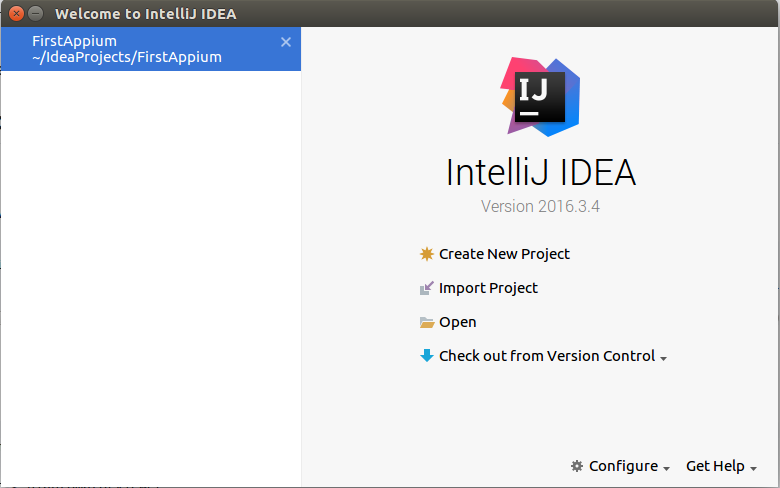 Welcome to IntelliJ IDEA
FirstAppium
~/IdeaProjects/FirstAppium
IJ
IntelliJ IDEA
Version 2016.3.4
Create New Project
Import Project
Open
Check out from Version Control
Configure
Get Help